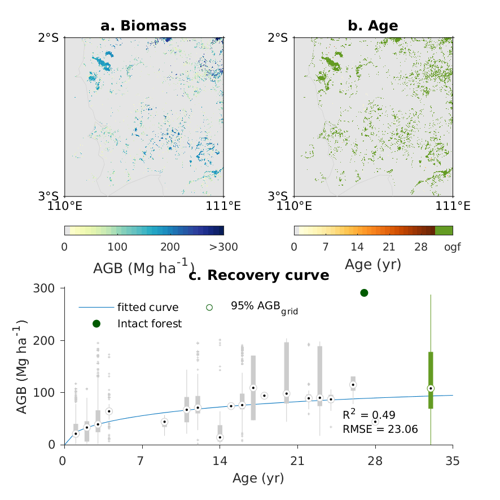 a. Biomass
b. Age
2°S
2°S
3°S
3°S
110°E
111°E
110°E
111°E
0
100
200
>300
0
7
14
21
28
ogf
AGB (Mg ha-1)
Age (yr)
c. Recovery curve
300
fitted curve
95% AGBgrid
Intact forest
200
100
R2 = 0.49
RMSE = 23.06
0
0
7
14
21
28
35
AGB (Mg ha-1)
Age (yr)